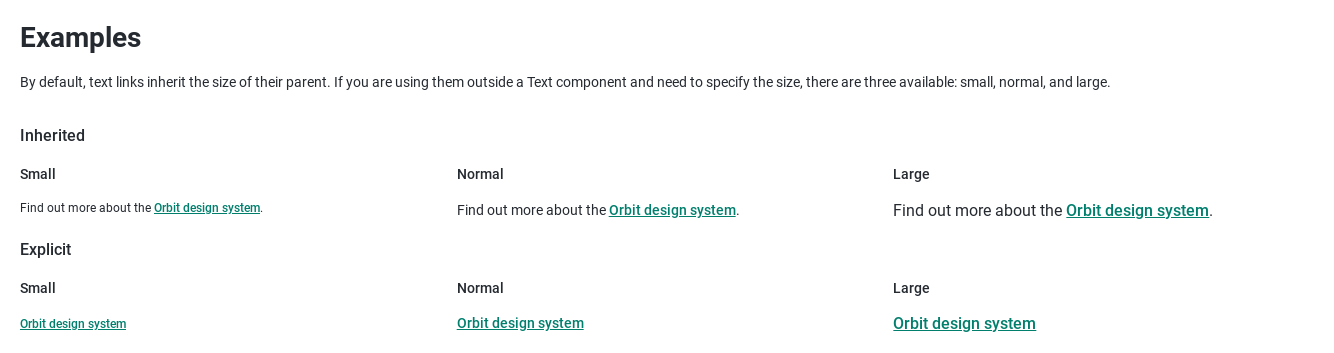 Examples
By default, text links inherit the size of their parent. If you are using them outside a Text component and need to specify the size, there are three available: small, normal, and large.
Inherited
Small Normal Large
Find out more about the Orbit design system. Find out more about the Orbit design system. Find out more about the Orbit design system.
Explicit
Small Normal Large
Orbit design system Orbit design system Orbit design system